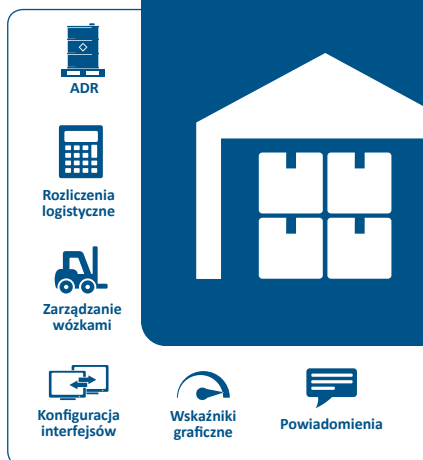 ADR
Rozliczenia
logistyczne
Zarządzanie
wózkami
Konfiguracja
interfejsów
Wskaźniki
graficzne
Powiadomienia